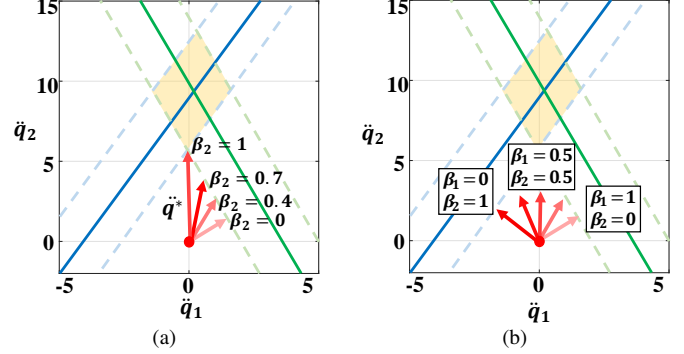 15
10
q̈₂
5
0
β₂ = 1
β₂ = 0.7
β₂ = 0.4
β₂ = 0
q̈*
-5
0
5
q̈₁
(a)
15
10
q̈₂
5
0
β₁ = 0
β₂ = 1
β₁ = 0.5
β₂ = 0.5
β₁ = 1
β₂ = 0
-5
0
5
q̈₁
(b)